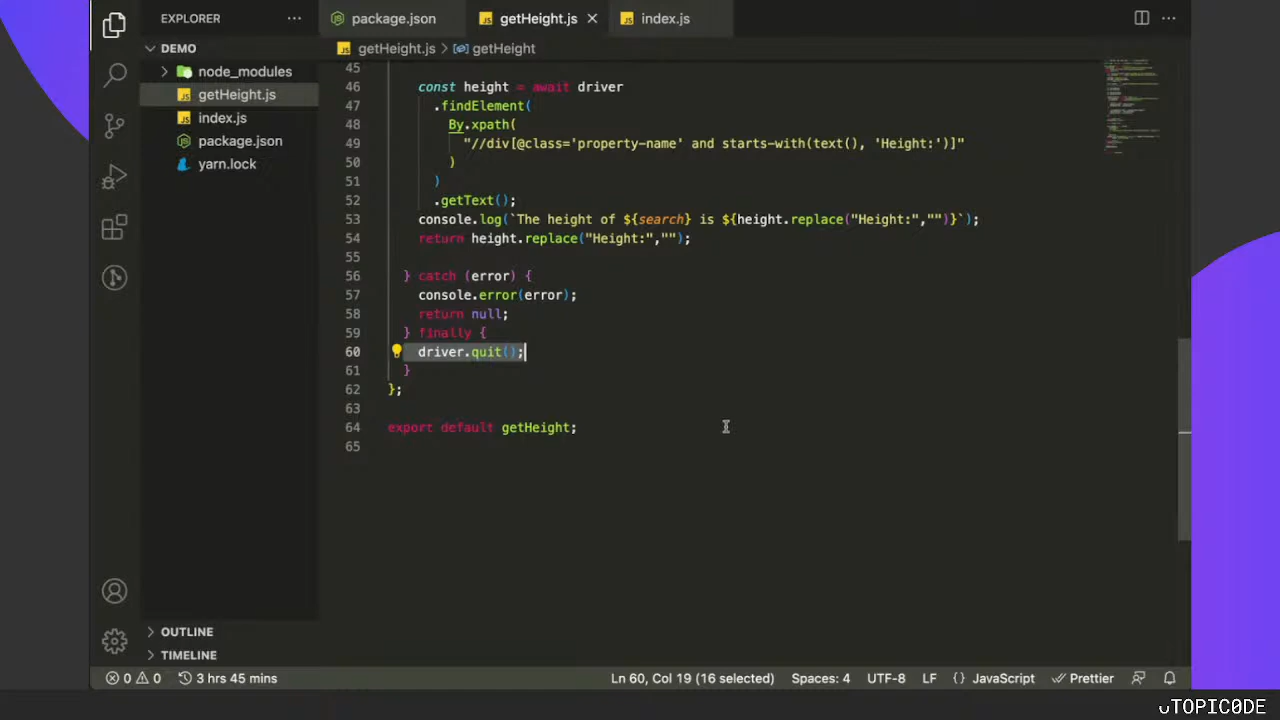 EXPLORER
package.json
getHeight.js
index.js
DEMO
getHeight.js > getHeight
node_modules
getHeight.js
index.js
package.json
yarn.lock
45
46 const height = await driver
47 .findElement(
48 By.xpath(
49 "//div[@class='property-name' and starts-with(text(), 'Height:')]"
50 )
51 )
52 .getText();
53 console.log(`The height of ${search} is ${height.replace("Height:","")}`);
54 return height.replace("Height:","");
55
56 } catch (error) {
57 console.error(error);
58 return null;
59 } finally {
60 driver.quit();
61 }
62 };
63
64 export default getHeight;
65
OUTLINE
TIMELINE
0 0 3 hrs 45 mins
Ln 60, Col 19 (16 selected) Spaces: 4 UTF-8 LF {} JavaScript Prettier